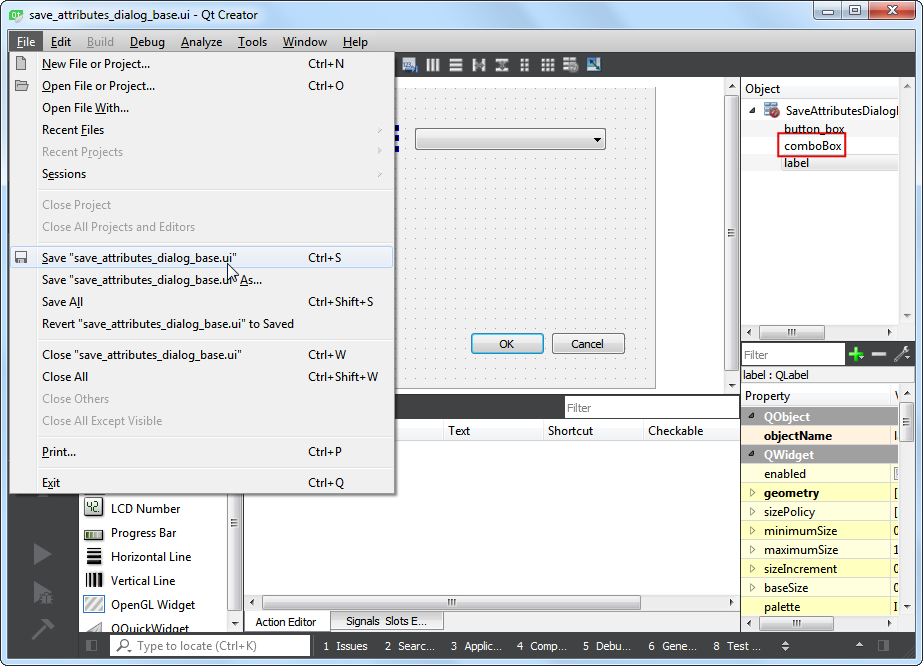 save_attributes_dialog_base.ui - Qt Creator
File Edit Build Debug Analyze Tools Window Help
New File or Project... Ctrl+N
Open File or Project... Ctrl+O
Open File With...
Recent Files
Recent Projects
Sessions
Close Project
Close All Projects and Editors
Save "save_attributes_dialog_base.ui" Ctrl+S
Save "save_attributes_dialog_base.ui" As...
Save All Ctrl+Shift+S
Revert "save_attributes_dialog_base.ui" to Saved
Close "save_attributes_dialog_base.ui" Ctrl+W
Close All Ctrl+Shift+W
Close Others
Close All Except Visible
Print... Ctrl+P
Exit Ctrl+Q
OK Cancel
Object
SaveAttributesDialog
button_box
comboBox
label
Filter
label : QLabel
Property
QObject
objectName
QWidget
enabled
geometry
sizePolicy
minimumSize
maximumSize
sizeIncrement
baseSize
palette
Filter
Text Shortcut Checkable
LCD Number
Progress Bar
Horizontal Line
Vertical Line
OpenGL Widget
QQuickWidget
Action Editor Signals Slots E...
Type to locate (Ctrl+K) 1 Issues 2 Searc... 3 Applic... 4 Comp... 5 Debu... 6 Gene... 8 Test ...